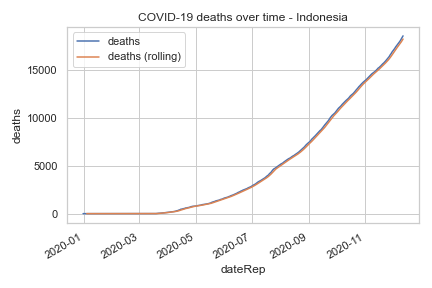 COVID-19 deaths over time - Indonesia
deaths
deaths (rolling)
deaths
15000
10000
5000
0
2020-01
2020-03
2020-05
2020-07
2020-09
2020-11
dateRep